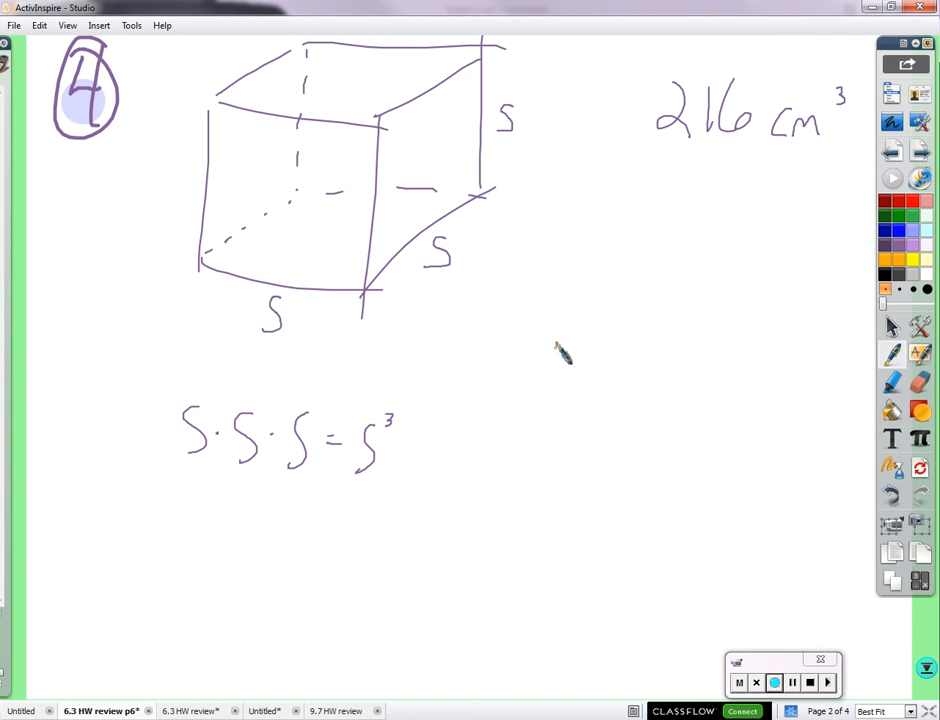 ActivInspire - Studio
File Edit View Insert Tools Help
4
216 cm³
S
S
S
S · S · S = S³
M
Untitled 6.3 HW review p6* 6.3 HW review* Untitled* 9.7 HW review CLASSFLOW Connect Page 2 of 4 Best Fit